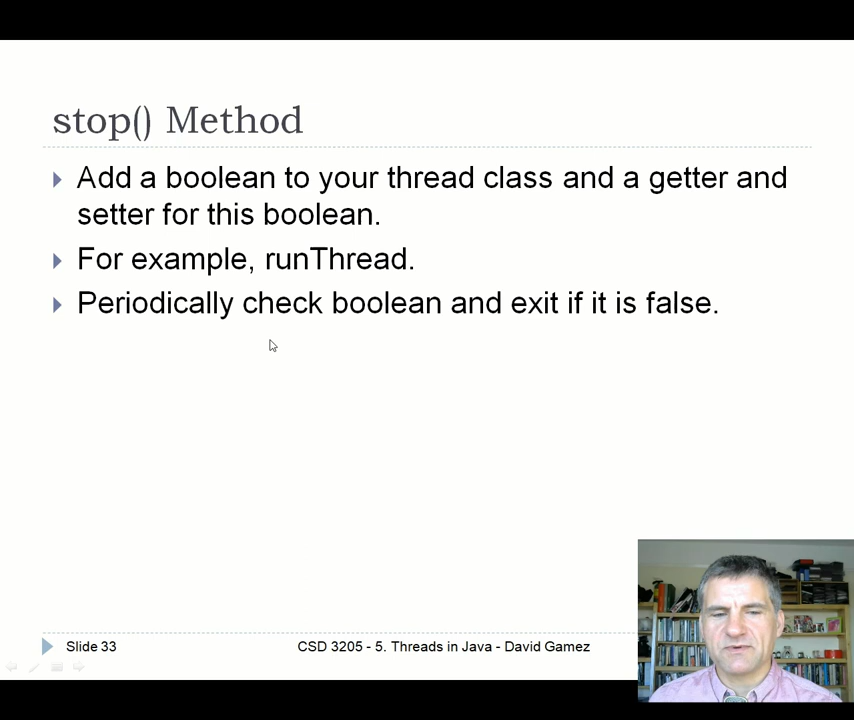 stop() Method
Add a boolean to your thread class and a getter and
setter for this boolean.
For example, runThread.
Periodically check boolean and exit if it is false.
Slide 33
CSD 3205 - 5. Threads in Java - David Gamez